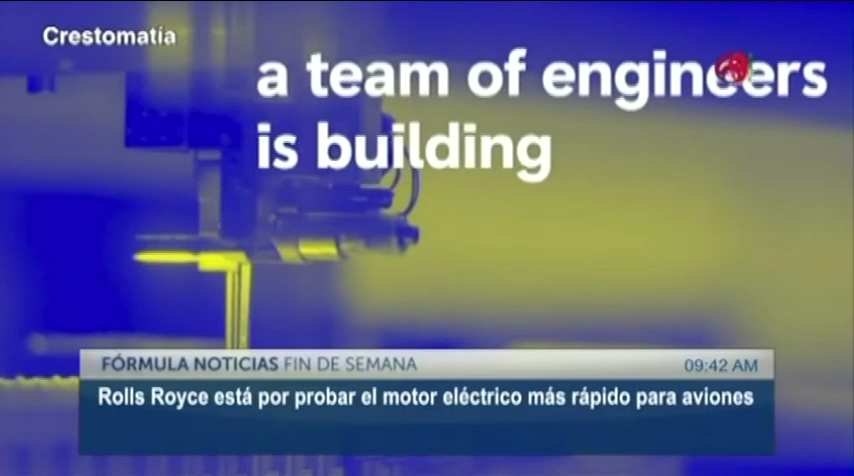 Crestomatía
a team of engineers
is building
FÓRMULA NOTICIAS FIN DE SEMANA
09:42 AM
Rolls Royce está por probar el motor eléctrico más rápido para aviones